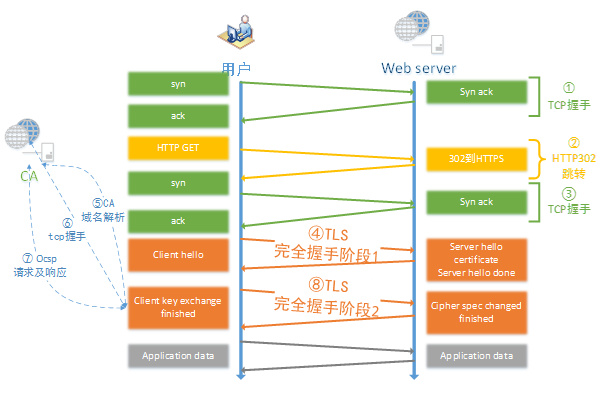 用户
Web server
syn
Syn ack
①
TCP握手
ack
HTTP GET
302到HTTPS
②
HTTP302
跳转
CA
syn
Syn ack
③
TCP握手
ack
⑤CA
域名解析
⑥
tcp握手
⑦ Ocsp
请求及响应
Client hello
④TLS
完全握手阶段1
Server hello
certificate
Server hello done
Client key exchange
finished
⑧TLS
完全握手阶段2
Cipher spec changed
finished
Application data
Application data